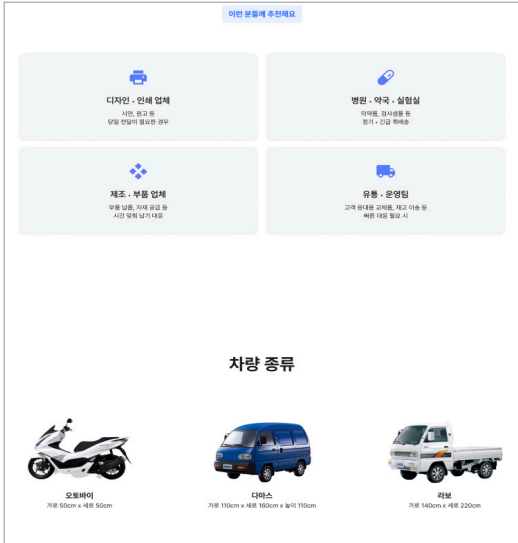 이런 분들께 추천해요
디자인 · 인쇄 업체
시안, 원고 등
당일 전달이 필요한 경우
병원 · 약국 · 실험실
의약품, 검사샘플 등
정기 · 긴급 퀵배송
제조 · 부품 업체
부품 납품, 자재 공급 등
시간 맞춰 납기 대응
유통 · 운영팀
고객 응대용 교체품, 재고 이송 등
빠른 대응 필요 시
차량 종류
오토바이
가로 50cm x 세로 50cm
다마스
가로 110cm x 세로 160cm x 높이 110cm
라보
가로 140cm x 세로 220cm